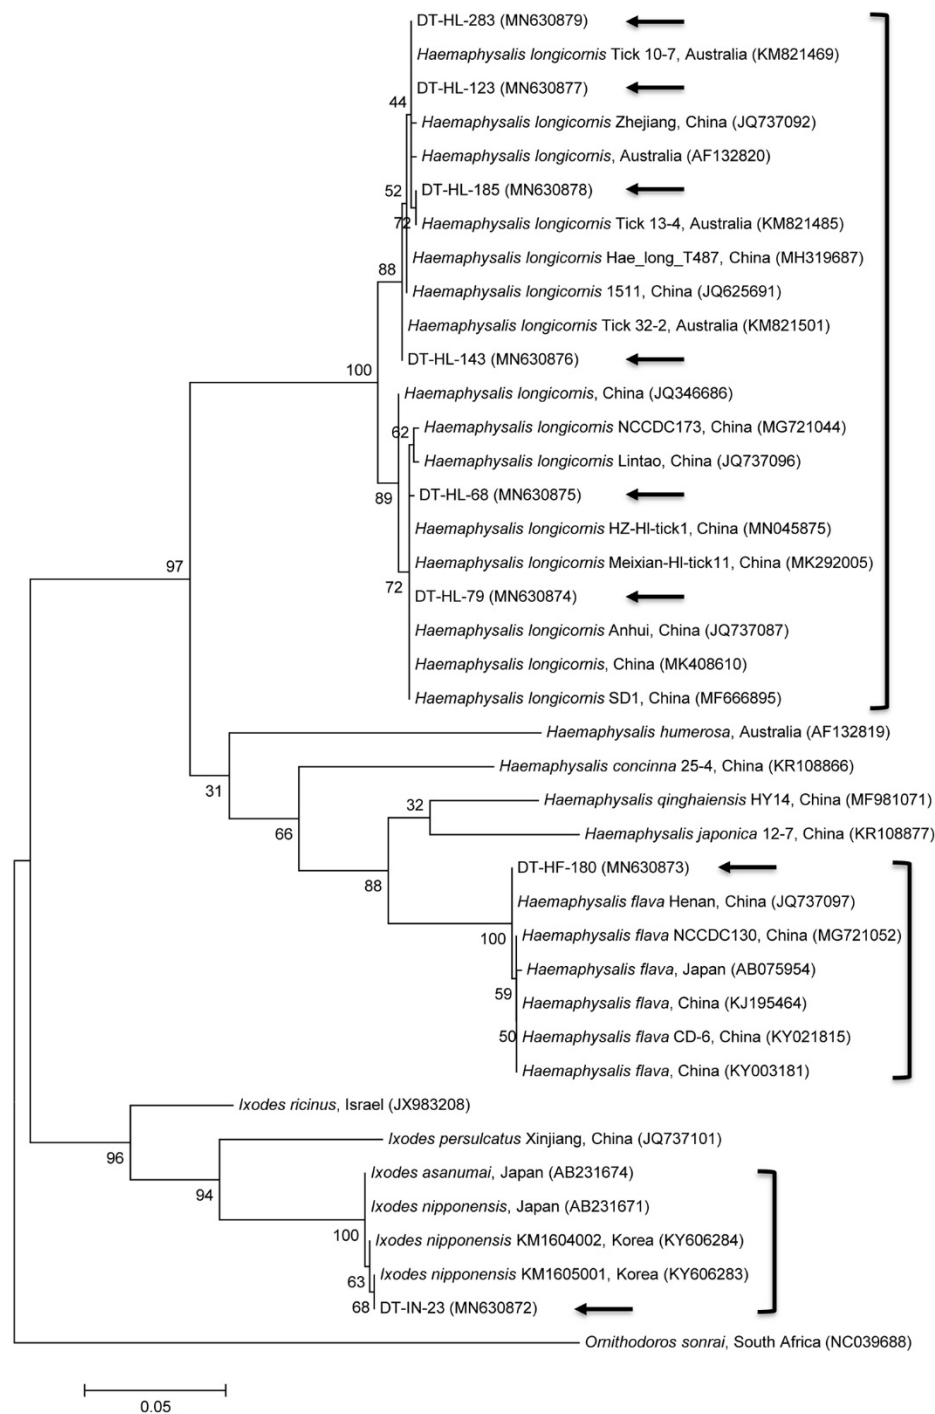 DT-HL-283 (MN630879)
Haemaphysalis longicornis Tick 10-7, Australia (KM821469)
DT-HL-123 (MN630877)
44
Haemaphysalis longicornis Zhejiang, China (JQ737092)
Haemaphysalis longicornis, Australia (AF132820)
52
DT-HL-185 (MN630878)
72
Haemaphysalis longicornis Tick 13-4, Australia (KM821485)
Haemaphysalis longicornis Hae_long_T487, China (MH319687)
88
Haemaphysalis longicornis 1511, China (JQ625691)
Haemaphysalis longicornis Tick 32-2, Australia (KM821501)
DT-HL-143 (MN630876)
100
Haemaphysalis longicornis, China (JQ346686)
62
Haemaphysalis longicornis NCCDC173, China (MG721044)
Haemaphysalis longicornis Lintao, China (JQ737096)
DT-HL-68 (MN630875)
89
Haemaphysalis longicornis HZ-Hl-tick1, China (MN045875)
Haemaphysalis longicornis Meixian-Hl-tick11, China (MK292005)
97
72
DT-HL-79 (MN630874)
Haemaphysalis longicornis Anhui, China (JQ737087)
Haemaphysalis longicornis, China (MK408610)
Haemaphysalis longicornis SD1, China (MF666895)
Haemaphysalis humerosa, Australia (AF132819)
Haemaphysalis concinna 25-4, China (KR108866)
31
Haemaphysalis qinghaiensis HY14, China (MF981071)
32
66
Haemaphysalis japonica 12-7, China (KR108877)
DT-HF-180 (MN630873)
88
Haemaphysalis flava Henan, China (JQ737097)
100
Haemaphysalis flava NCCDC130, China (MG721052)
Haemaphysalis flava, Japan (AB075954)
59
Haemaphysalis flava, China (KJ195464)
50
Haemaphysalis flava CD-6, China (KY021815)
Haemaphysalis flava, China (KY003181)
Ixodes ricinus, Israel (JX983208)
96
Ixodes persulcatus Xinjiang, China (JQ737101)
94
Ixodes asanumai, Japan (AB231674)
Ixodes nipponensis, Japan (AB231671)
100
Ixodes nipponensis KM1604002, Korea (KY606284)
63
Ixodes nipponensis KM1605001, Korea (KY606283)
68
DT-IN-23 (MN630872)
Ornithodoros sonrai, South Africa (NC039688)
0.05